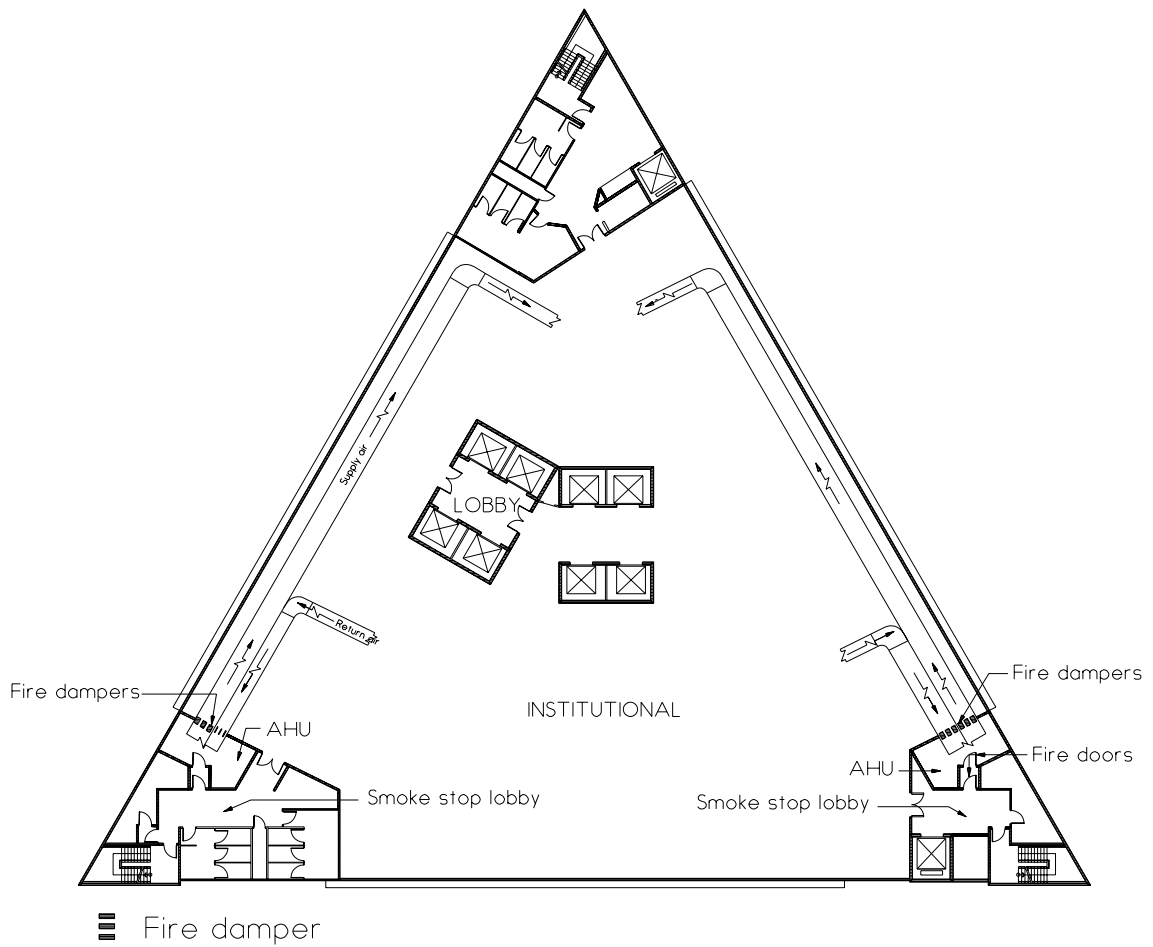 Supply air
LOBBY
Return air
Fire dampers
Fire dampers
INSTITUTIONAL
AHU
Fire doors
AHU
Smoke stop lobby
Smoke stop lobby
Fire damper